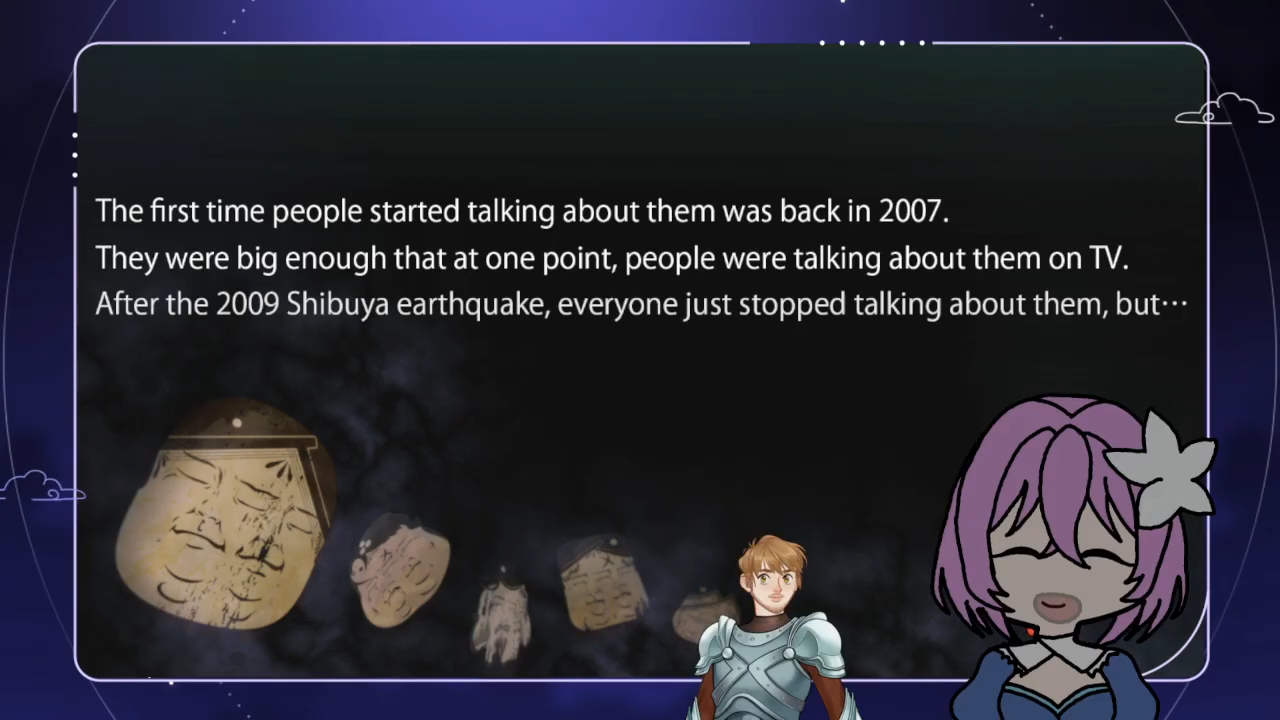 The first time people started talking about them was back in 2007.
They were big enough that at one point, people were talking about them on TV.
After the 2009 Shibuya earthquake, everyone just stopped talking about them, but⋯